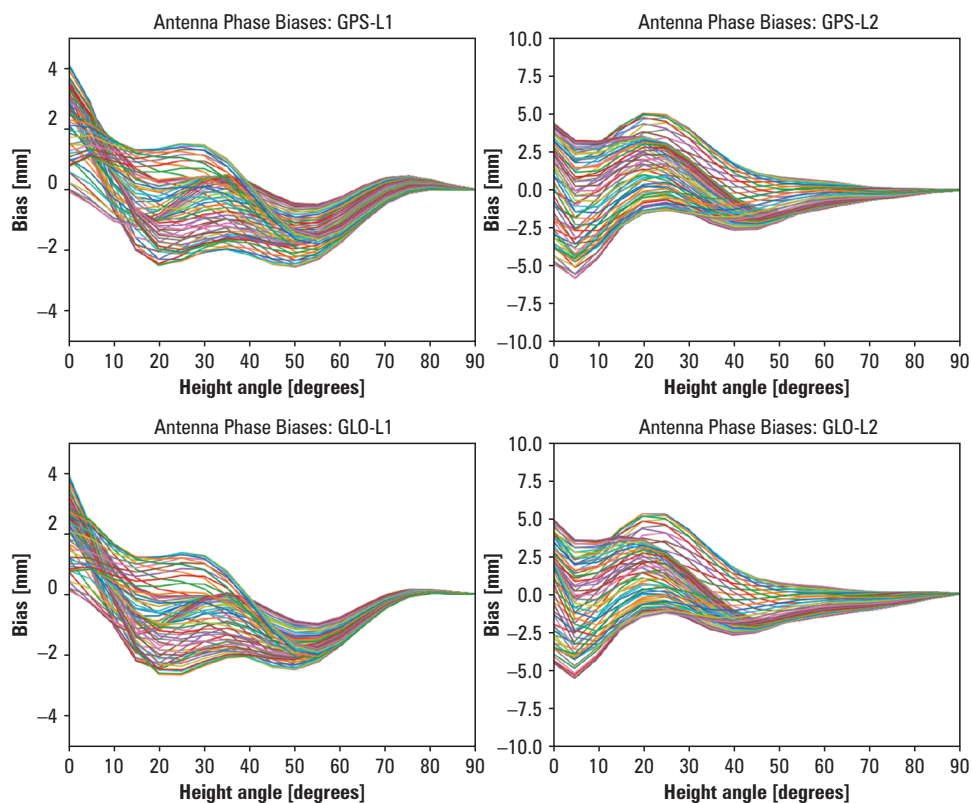 Antenna Phase Biases: GPS-L1
4
2
0
−2
−4
Bias [mm]
0 10 20 30 40 50 60 70 80 90
Height angle [degrees]
Antenna Phase Biases: GPS-L2
10.0
7.5
5.0
2.5
0.0
−2.5
−5.0
−7.5
−10.0
Bias [mm]
0 10 20 30 40 50 60 70 80 90
Height angle [degrees]
Antenna Phase Biases: GLO-L1
4
2
0
−2
−4
Bias [mm]
0 10 20 30 40 50 60 70 80 90
Height angle [degrees]
Antenna Phase Biases: GLO-L2
10.0
7.5
5.0
2.5
0.0
−2.5
−5.0
−7.5
−10.0
Bias [mm]
0 10 20 30 40 50 60 70 80 90
Height angle [degrees]